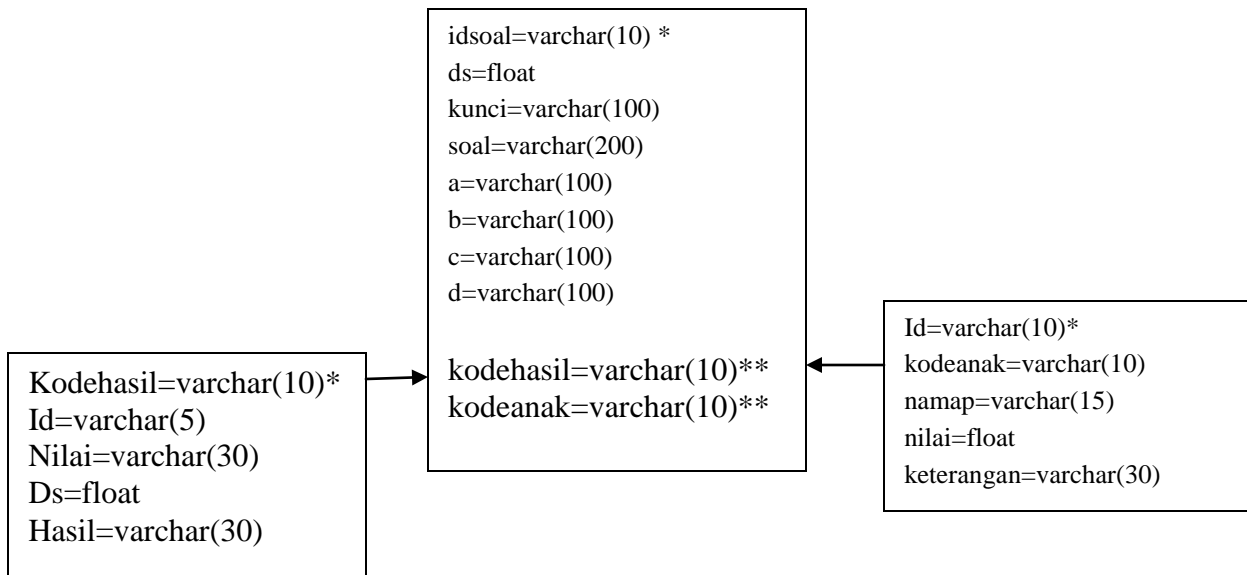 idsoal=varchar(10) *
ds=float
kunci=varchar(100)
soal=varchar(200)
a=varchar(100)
b=varchar(100)
c=varchar(100)
d=varchar(100)
kodehasil=varchar(10)**
kodeanak=varchar(10)**
Kodehasil=varchar(10)*
Id=varchar(5)
Nilai=varchar(30)
Ds=float
Hasil=varchar(30)
Id=varchar(10)*
kodeanak=varchar(10)
namap=varchar(15)
nilai=float
keterangan=varchar(30)